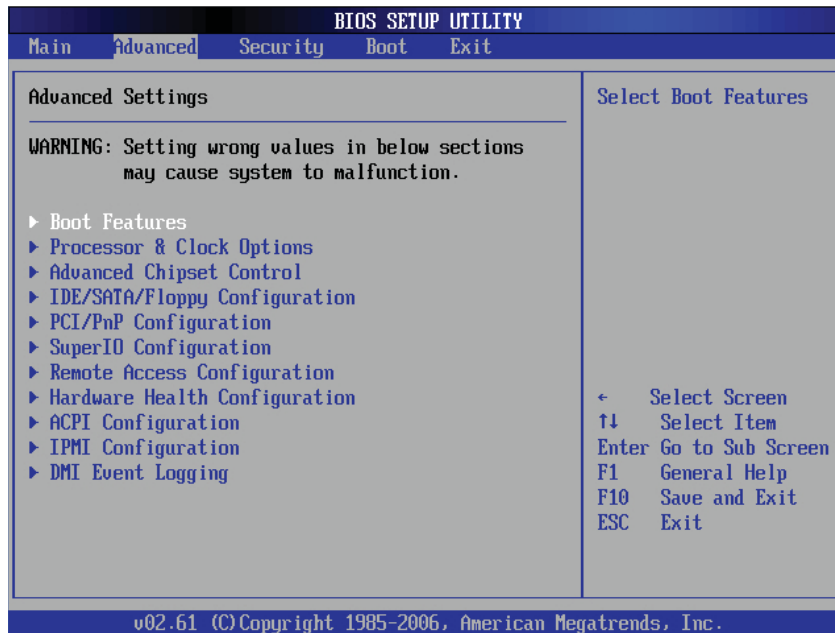 BIOS SETUP UTILITY
Main Advanced Security Boot Exit
Advanced Settings
WARNING: Setting wrong values in below sections
may cause system to malfunction.
▶ Boot Features
▶ Processor & Clock Options
▶ Advanced Chipset Control
▶ IDE/SATA/Floppy Configuration
▶ PCI/PnP Configuration
▶ SuperIO Configuration
▶ Remote Access Configuration
▶ Hardware Health Configuration
▶ ACPI Configuration
▶ IPMI Configuration
▶ DMI Event Logging
Select Boot Features
← Select Screen
↑↓ Select Item
Enter Go to Sub Screen
F1 General Help
F10 Save and Exit
ESC Exit
v02.61 (C)Copyright 1985-2006, American Megatrends, Inc.